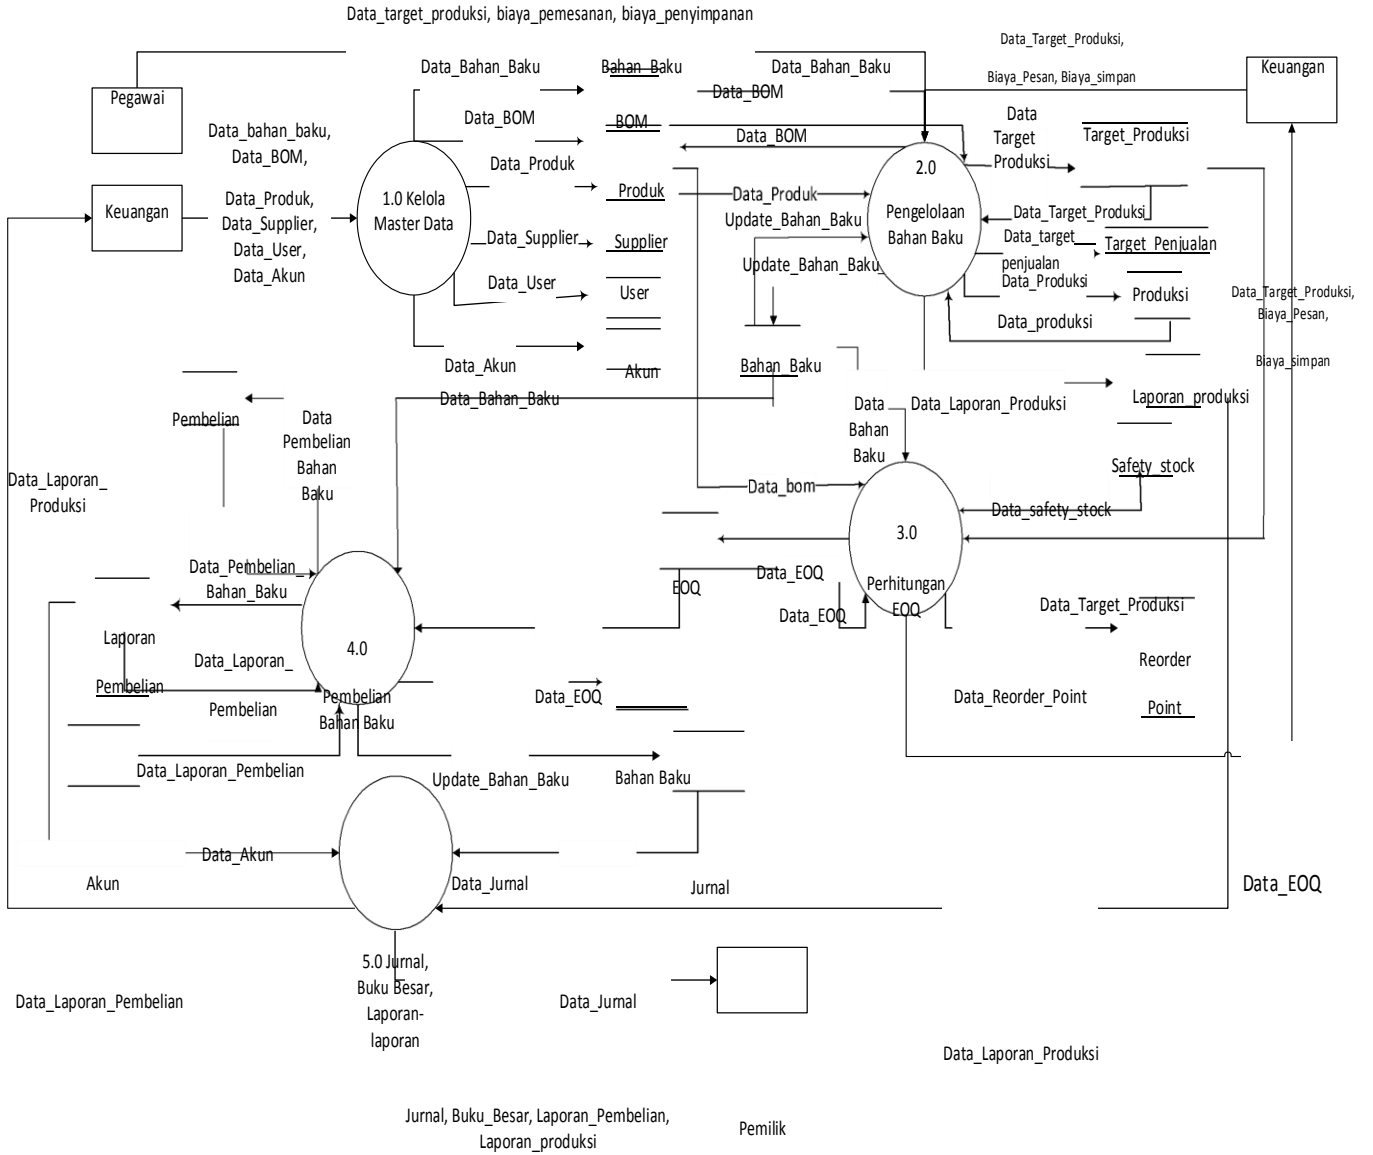 Data_target_produksi, biaya_pemesanan, biaya_penyimpanan
Data_Target_Produksi,
Biaya_Pesan, Biaya_simpan
Keuangan
Pegawai
Data_Bahan_Baku
Bahan_Baku
Data_Bahan_Baku
Data_BOM
Data_BOM
BOM
Data_BOM
Data
Target
Produksi
Target_Produksi
Data_bahan_baku,
Data_BOM,
Data_Produk,
Data_Supplier,
Data_User,
Data_Akun
Keuangan
1.0 Kelola
Master Data
Data_Produk
Produk
Data_Produk
Update_Bahan_Baku
2.0
Pengelolaan
Bahan Baku
Data_Target_Produksi
Data_Supplier
Supplier
Data_target_
penjualan
Target_Penjualan
Update_Bahan_Baku_
Data_User
User
Data_Produksi
Produksi
Data_Target_Produksi,
Biaya_Pesan,
Biaya_simpan
Data_produksi
Data_Akun
Akun
Bahan_Baku
Data_Bahan_Baku
Data
Bahan
Baku
Data_Laporan_Produksi
Laporan_produksi
Pembelian
Data
Pembelian
Bahan
Baku
Data_Laporan_
Produksi
Safety_stock
Data_bom
Data_safety_stock
3.0
Perhitungan
EOQ
Data_Pembelian_
Bahan_Baku
EOQ
Data_EOQ
Data_EOQ
Data_Target_Produksi
Laporan
Pembelian
Data_Laporan_
Pembelian
4.0
Pembelian
Bahan Baku
Data_EOQ
Data_Reorder_Point
Reorder
Point
Data_Laporan_Pembelian
Update_Bahan_Baku
Bahan Baku
Data_Akun
Akun
Data_Jurnal
Jurnal
Data_EOQ
5.0 Jurnal,
Buku Besar,
Laporan-
laporan
Data_Laporan_Pembelian
Data_Jurnal
Data_Laporan_Produksi
Jurnal, Buku_Besar, Laporan_Pembelian,
Laporan_produksi
Pemilik